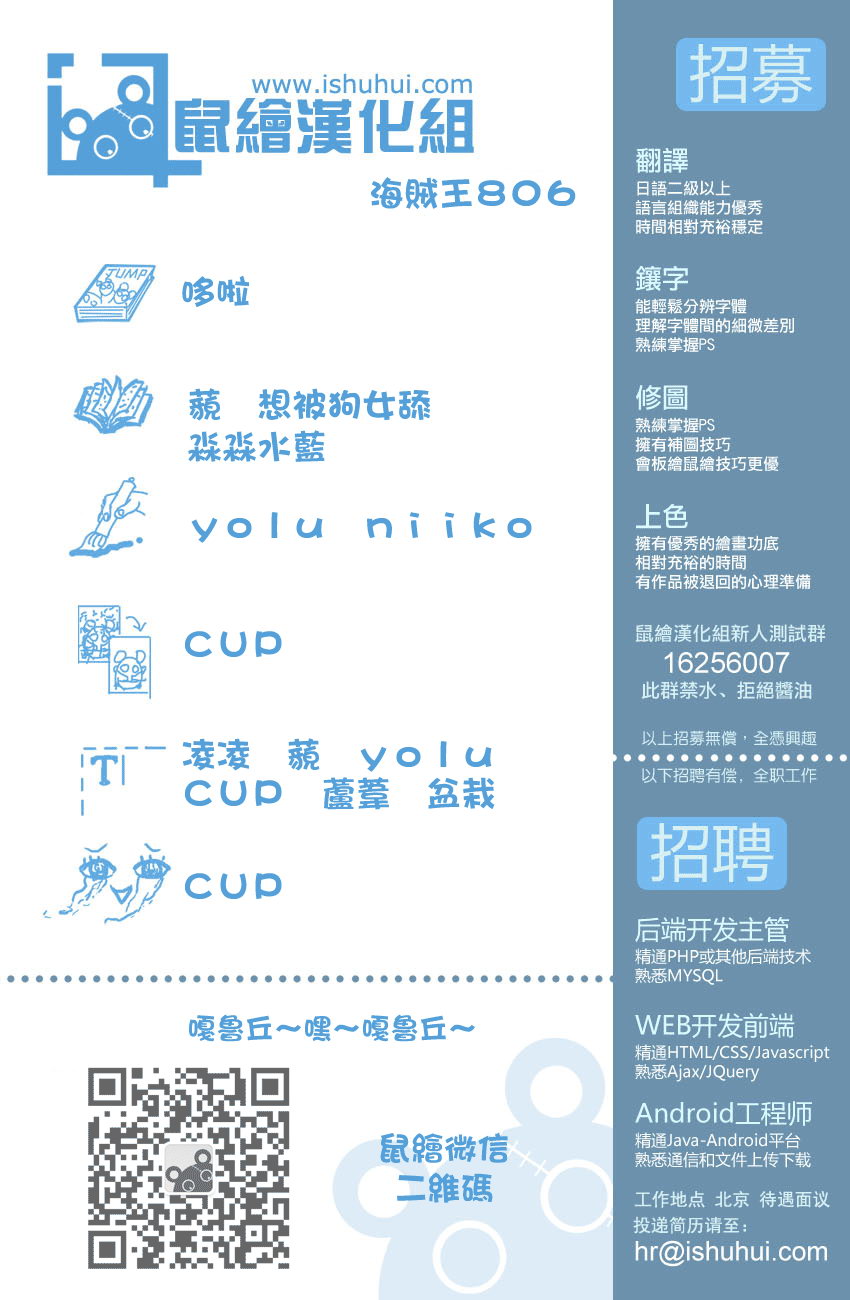 www.ishuhui.com
鼠繪漢化組
海賊王806
JUMP
哆啦
藐 想被狗女舔
淼淼水藍
yolu niiko
cup
T
凌凌 藐 yolu
cup 蘆葦 盆栽
cup
嘎魯丘～嘿～嘎魯丘～
鼠繪微信
二維碼
招募
翻譯
日語二級以上
語言組織能力優秀
時間相對充裕穩定
鑲字
能輕鬆分辨字體
理解字體間的細微差別
熟練掌握PS
修圖
熟練掌握PS
擁有補圖技巧
會板繪鼠繪技巧更優
上色
擁有優秀的繪畫功底
相對充裕的時間
有作品被退回的心理準備
鼠繪漢化組新人測試群
16256007
此群禁水、拒絕醬油
以上招募無償，全憑興趣
以下招聘有偿，全职工作
招聘
后端开发主管
精通PHP或其他后端技术
熟悉MYSQL
WEB开发前端
精通HTML/CSS/Javascript
熟悉Ajax/JQuery
Android工程师
精通Java-Android平台
熟悉通信和文件上传下载
工作地点 北京 待遇面议
投递简历请至：
hr@ishuhui.com